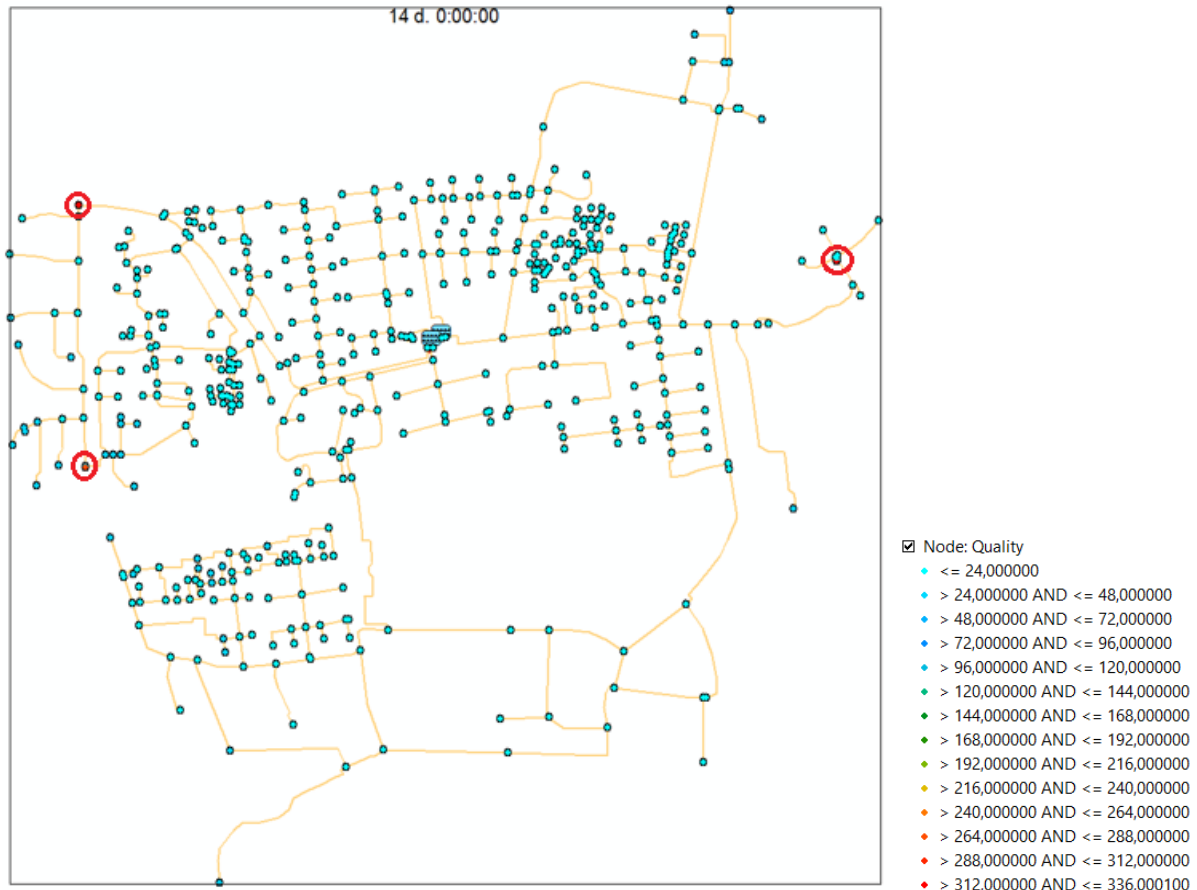 14 d. 0:00:00
Node: Quality
<= 24,000000
> 24,000000 AND <= 48,000000
> 48,000000 AND <= 72,000000
> 72,000000 AND <= 96,000000
> 96,000000 AND <= 120,000000
> 120,000000 AND <= 144,000000
> 144,000000 AND <= 168,000000
> 168,000000 AND <= 192,000000
> 192,000000 AND <= 216,000000
> 216,000000 AND <= 240,000000
> 240,000000 AND <= 264,000000
> 264,000000 AND <= 288,000000
> 288,000000 AND <= 312,000000
> 312,000000 AND <= 336,000100